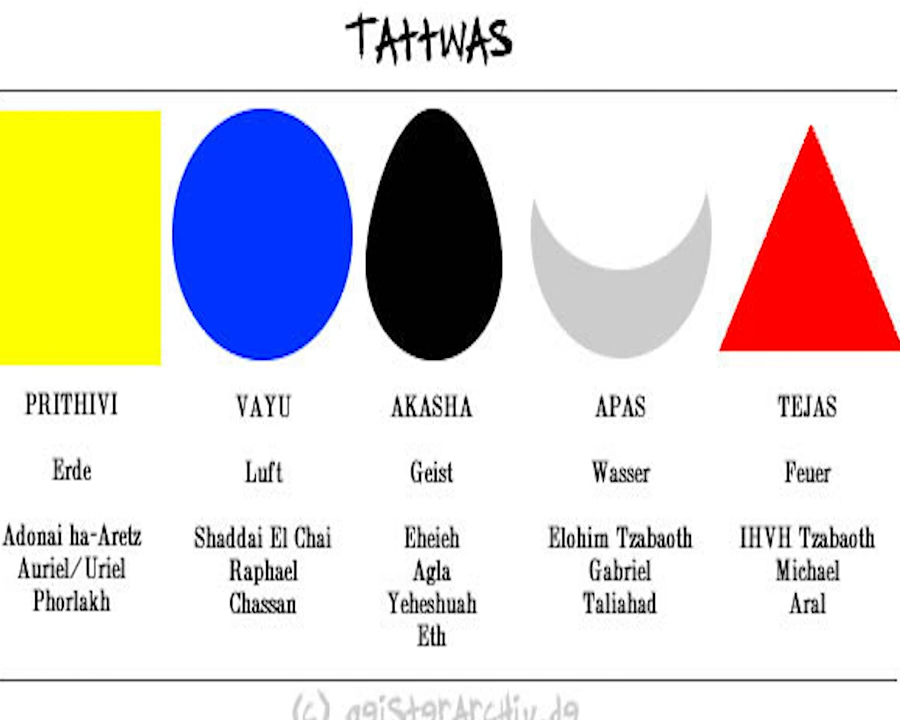 TATTWAS
PRITHIVI VAYU AKASHA APAS TEJAS
Erde Luft Geist Wasser Feuer
Adonai ha-Aretz Shaddai El Chai Eheieh Elohim Tzabaoth IHVH Tzabaoth
Auriel/Uriel Raphael Agla Gabriel Michael
Phorlakh Chassan Yeheshuah Taliahad Aral
Eth
(c)